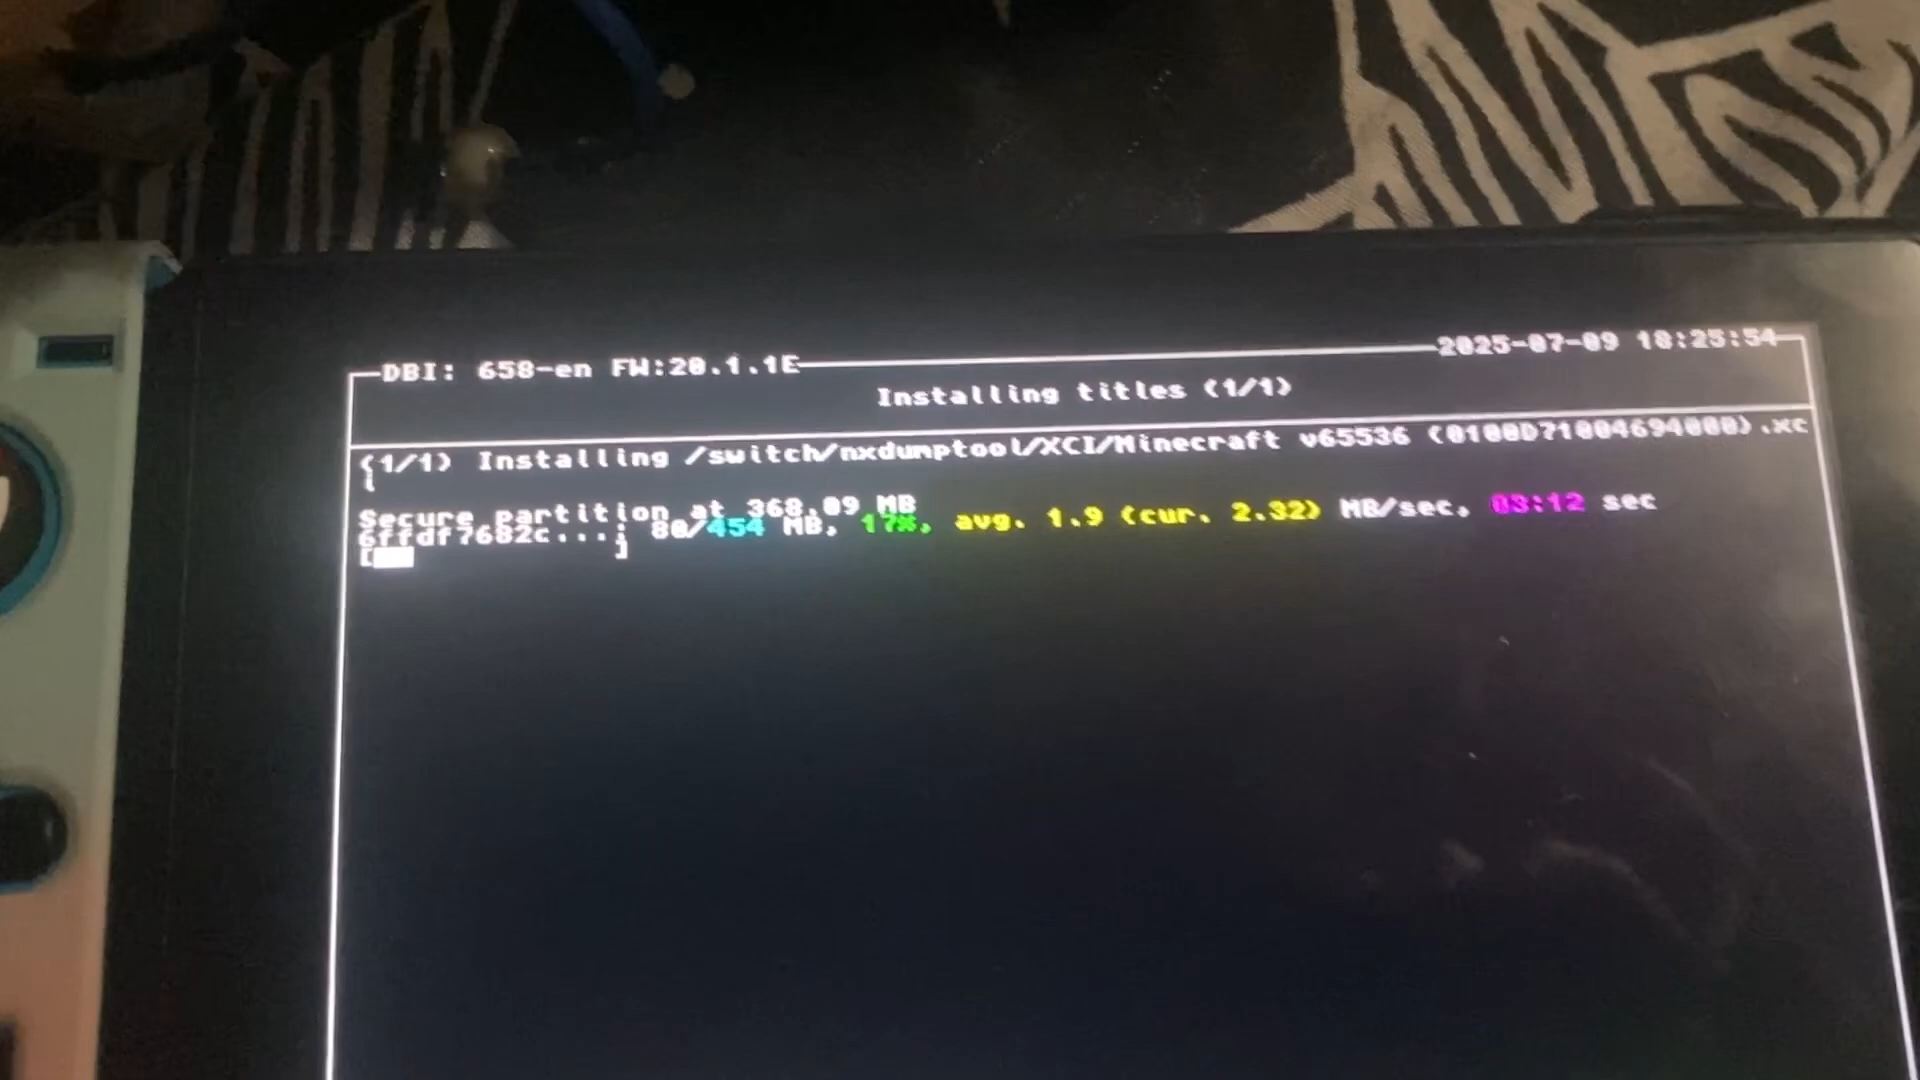 DBI: 658-en FW:20.1.1E 2025-07-09 18:25:54
Installing titles (1/1)
(1/1) Installing /switch/nxdumptool/XCI/Minecraft v65536 (0100D71004694000).xc
i
Secure partition at 368.09 MB
6ffdf7682c...: 80/454 MB, 17%, avg. 1.9 (cur. 2.32) MB/sec, 03:12 sec
[ ]